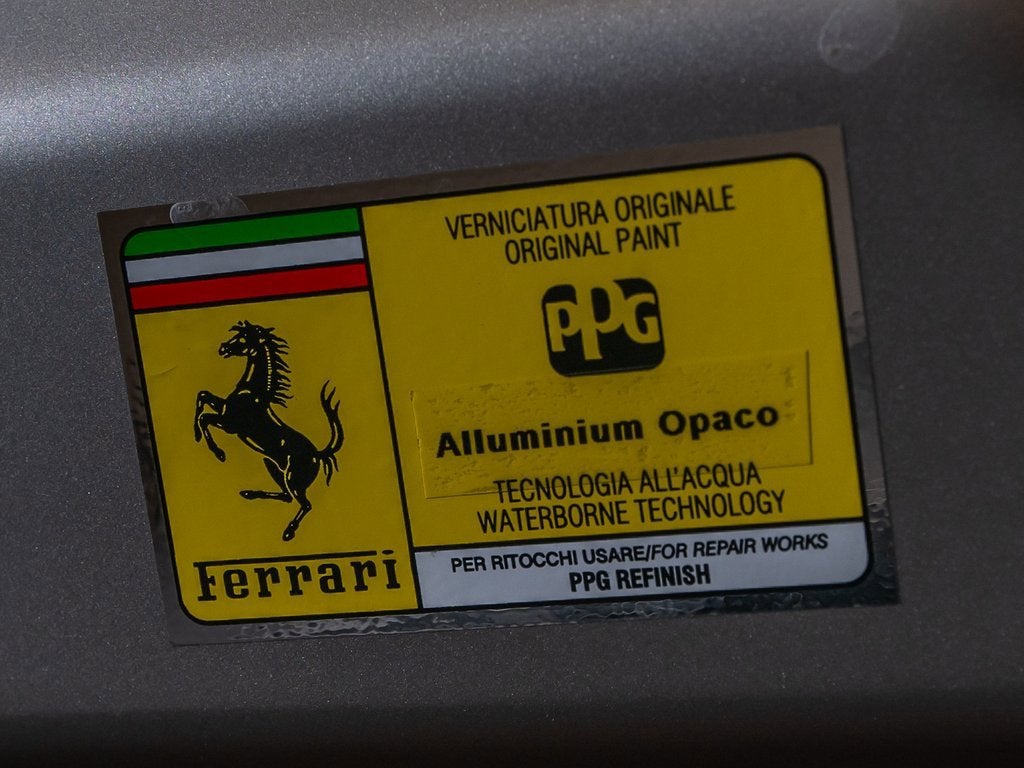 VERNICIATURA ORIGINALE
ORIGINAL PAINT
PPG
Alluminium Opaco
TECNOLOGIA ALL'ACQUA
WATERBORNE TECHNOLOGY
PER RITOCCHI USARE/FOR REPAIR WORKS
PPG REFINISH
Ferrari